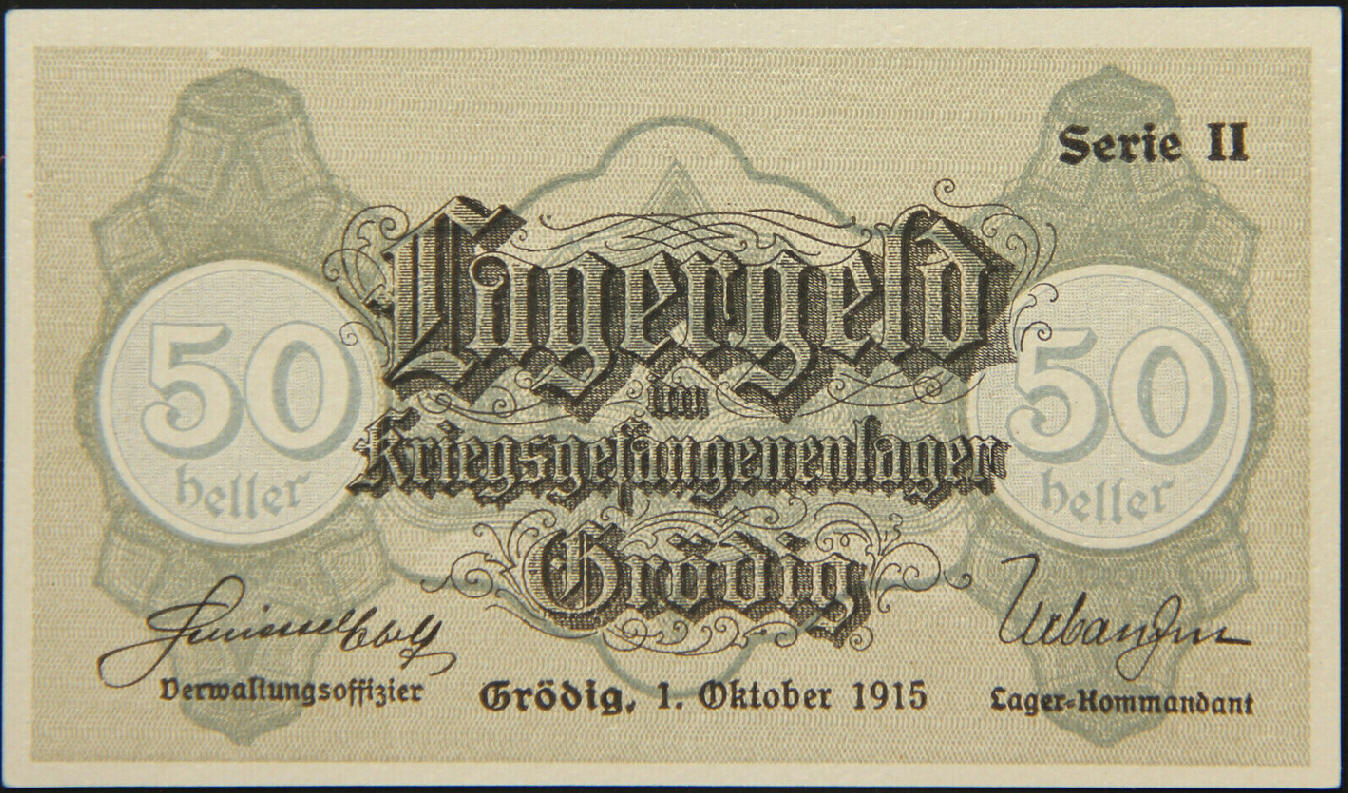 Serie II
Lagergeld
50 heller
im
50 heller
Kriegsgefangenenlager
Grödig
Verwaltungsoffizier
Grödig, 1. Oktober 1915
Lager-Kommandant